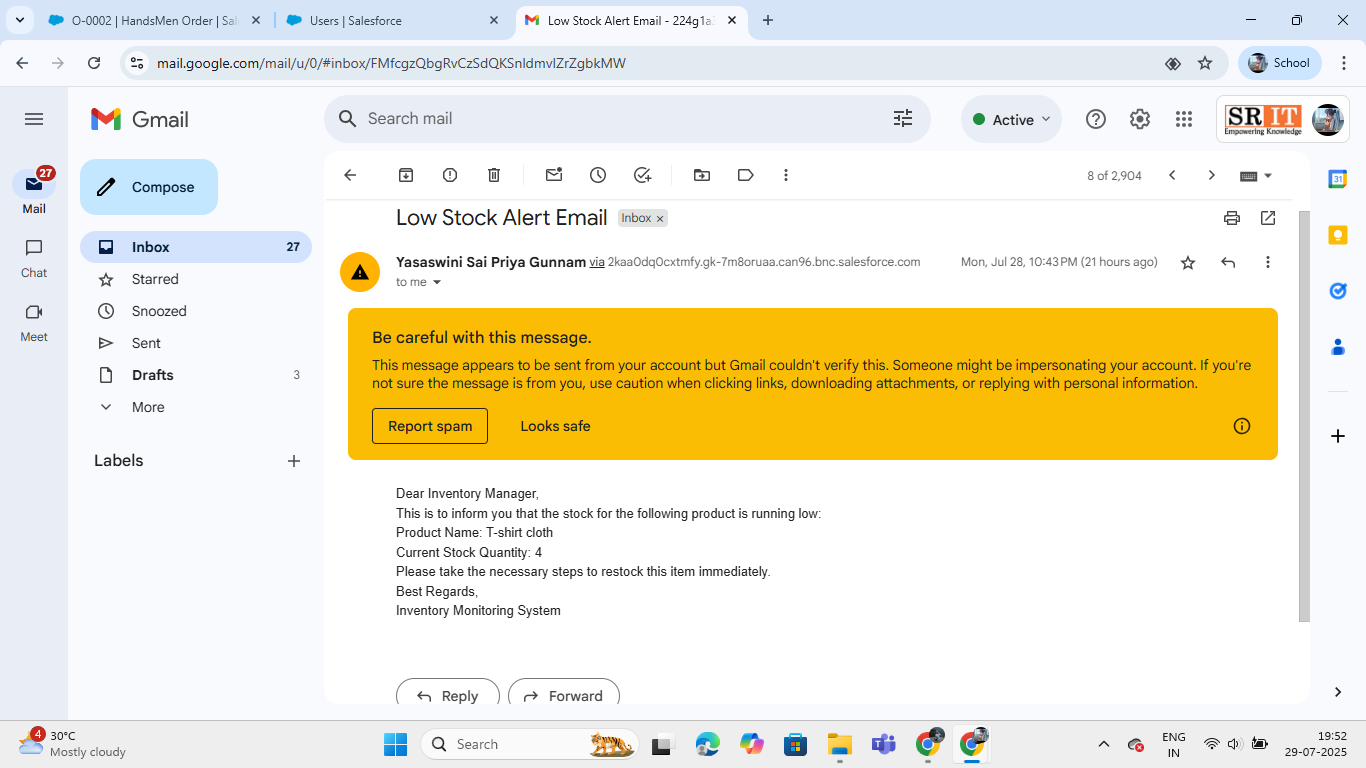 O-0002 | HandsMen Order | Sal
Users | Salesforce
Low Stock Alert Email - 224g1a
mail.google.com/mail/u/0/#inbox/FMfcgzQbgRvCzSdQKSnldmvlZrZgbkMW
School
Gmail
Search mail
Active
SRIT
Empowering Knowledge
27
Mail
Chat
Meet
Compose
Inbox 27
Starred
Snoozed
Sent
Drafts 3
More
Labels
8 of 2,904
31
Low Stock Alert Email Inbox ×
Yasaswini Sai Priya Gunnam via 2kaa0dq0cxtmfy.gk-7m8oruaa.can96.bnc.salesforce.com Mon, Jul 28, 10:43 PM (21 hours ago)
to me
Be careful with this message.
This message appears to be sent from your account but Gmail couldn't verify this. Someone might be impersonating your account. If you're
not sure the message is from you, use caution when clicking links, downloading attachments, or replying with personal information.
Report spam Looks safe
Dear Inventory Manager,
This is to inform you that the stock for the following product is running low:
Product Name: T-shirt cloth
Current Stock Quantity: 4
Please take the necessary steps to restock this item immediately.
Best Regards,
Inventory Monitoring System
Reply Forward
4
30°C
Mostly cloudy
Search
ENG
IN
19:52
29-07-2025